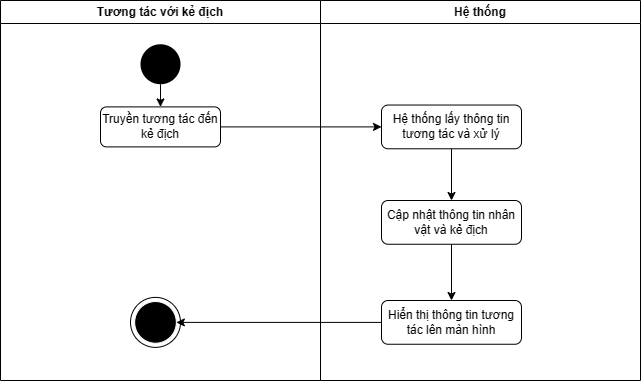 Tương tác với kẻ địch
Hệ thống
Truyền tương tác đến
kẻ địch
Hệ thống lấy thông tin
tương tác và xử lý
Cập nhật thông tin nhân
vật và kẻ địch
Hiển thị thông tin tương
tác lên màn hình